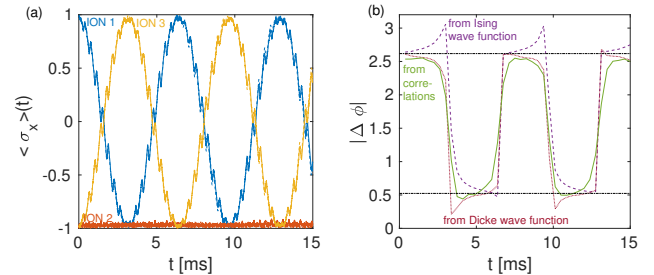 (a)
1
0.5
0
-0.5
-1
< σx >(t)
ION 1
ION 3
ION 2
0
5
10
15
t [ms]
(b)
3
2.5
2
1.5
1
0.5
0
|Δ ϕ|
from Ising
wave function
from
corre-
lations
from Dicke wave function
0
5
10
15
t [ms]